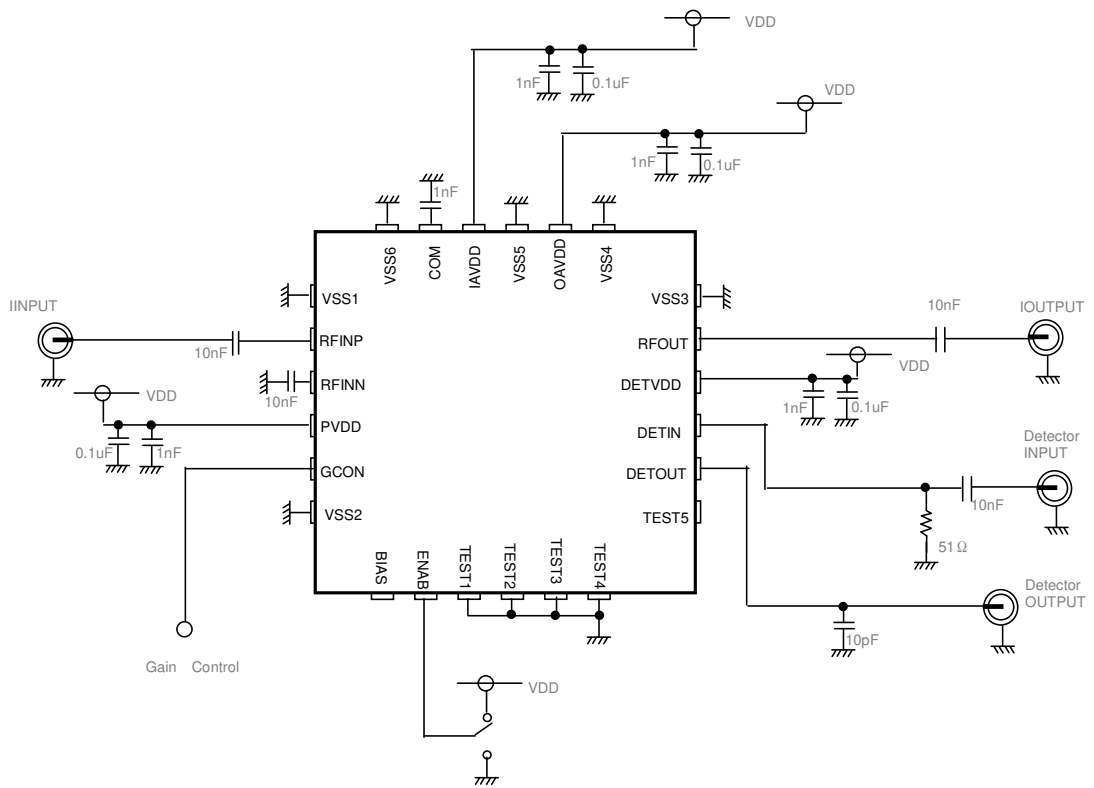 VDD
1nF
0.1uF
VDD
1nF
0.1uF
1nF
VSS6
COM
IAVDD
VSS5
OAVDD
VSS4
IINPUT
10nF
VSS1
RFINP
RFINN
10nF
VDD
PVDD
0.1uF
1nF
GCON
VSS2
VSS3
10nF
IOUTPUT
RFOUT
VDD
DETVDD
1nF
0.1uF
DETIN
Detector
INPUT
DETOUT
10nF
TEST5
51 Ω
BIAS
ENAB
TEST1
TEST2
TEST3
TEST4
Detector
OUTPUT
10pF
Gain Control
VDD